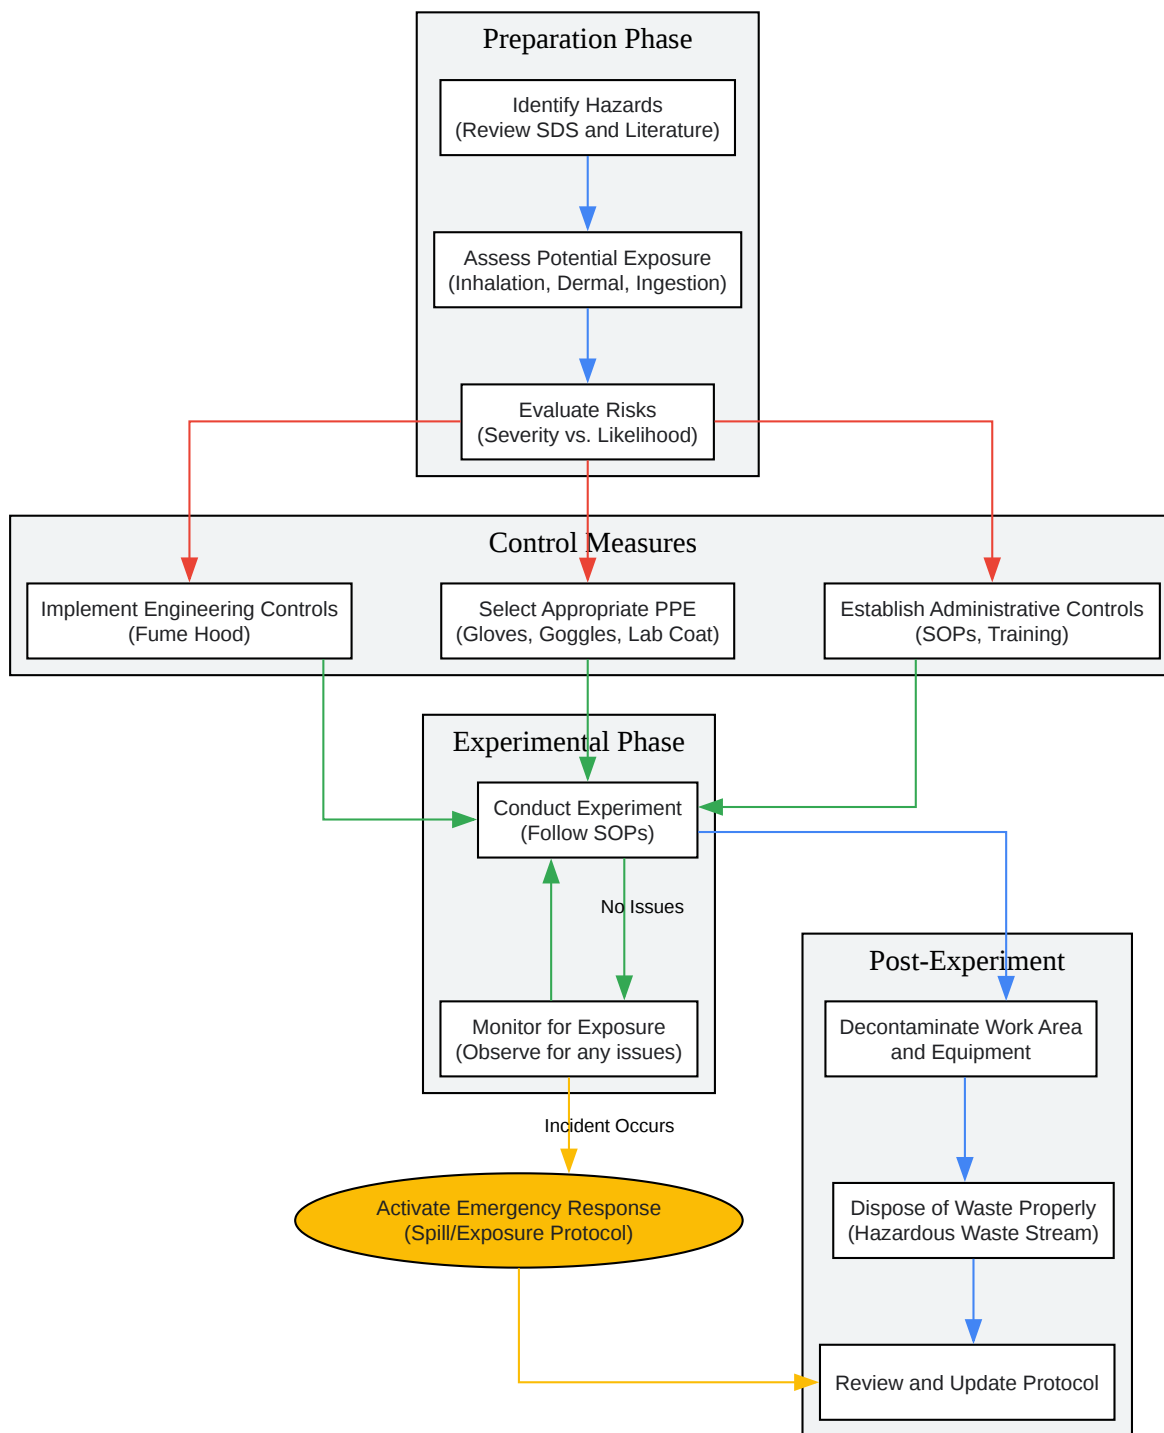 Preparation Phase
Identify Hazards
(Review SDS and Literature)
Assess Potential Exposure
(Inhalation, Dermal, Ingestion)
Evaluate Risks
(Severity vs. Likelihood)
Control Measures
Implement Engineering Controls
(Fume Hood)
Select Appropriate PPE
(Gloves, Goggles, Lab Coat)
Establish Administrative Controls
(SOPs, Training)
Experimental Phase
Conduct Experiment
(Follow SOPs)
No Issues
Monitor for Exposure
(Observe for any issues)
Incident Occurs
Activate Emergency Response
(Spill/Exposure Protocol)
Post-Experiment
Decontaminate Work Area
and Equipment
Dispose of Waste Properly
(Hazardous Waste Stream)
Review and Update Protocol